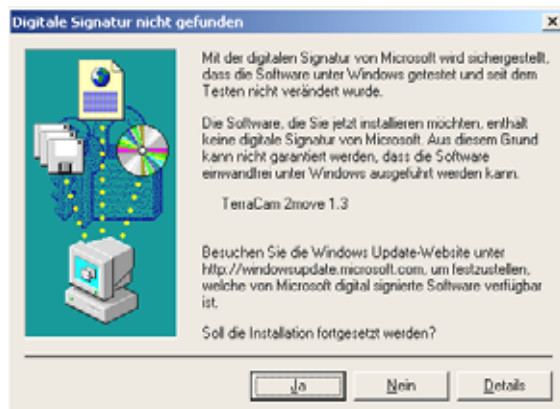 Digitale Signatur nicht gefunden
Mit der digitalen Signatur von Microsoft wird sichergestellt,
dass die Software unter Windows getestet und seit dem
Testen nicht verändert wurde.
Die Software, die Sie jetzt installieren möchten, enthält
keine digitale Signatur von Microsoft. Aus diesem Grund
kann nicht garantiert werden, dass die Software
einwandfrei unter Windows ausgeführt werden kann.
TerraCam 2move 1.3
Besuchen Sie die Windows Update-Website unter
http://windowsupdate.microsoft.com, um festzustellen,
welche von Microsoft digital signierte Software verfügbar
ist.
Soll die Installation fortgesetzt werden?
Ja Nein Details